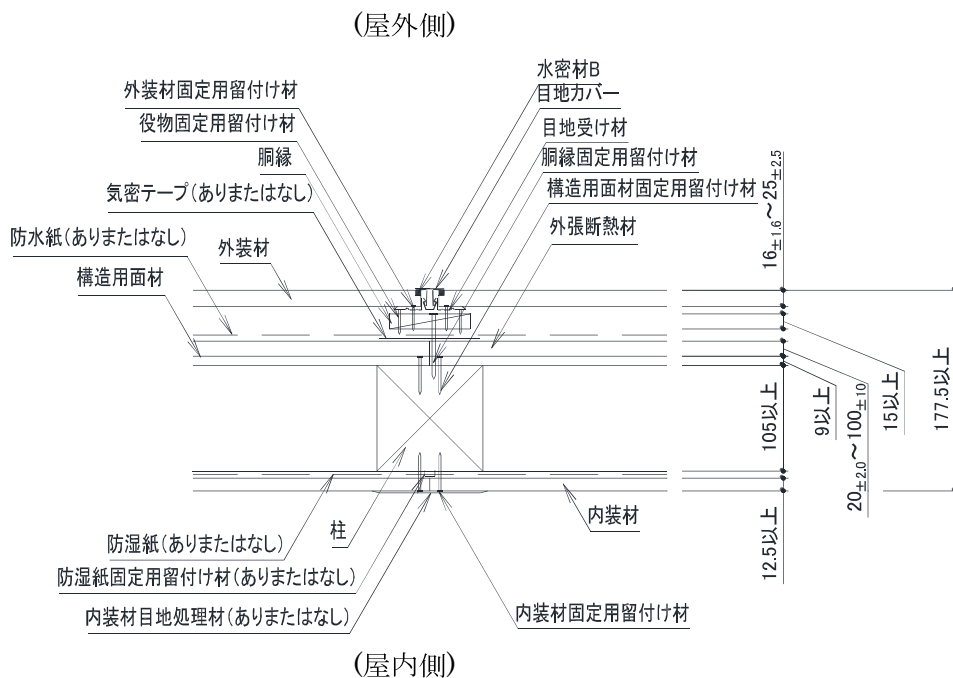 (屋外側)
水密材B
目地カバー
外装材固定用留付け材
役物固定用留付け材
目地受け材
胴縁
胴縁固定用留付け材
気密テープ(ありまたはなし)
構造用面材固定用留付け材
防水紙(ありまたはなし)
外装材
外張断熱材
構造用面材
16±1.6～25±2.5
15以上
20±2.0～100±10
9以上
105以上
12.5以上
177.5以上
柱
内装材
防湿紙(ありまたはなし)
防湿紙固定用留付け材(ありまたはなし)
内装材目地処理材(ありまたはなし)
内装材固定用留付け材
(屋内側)